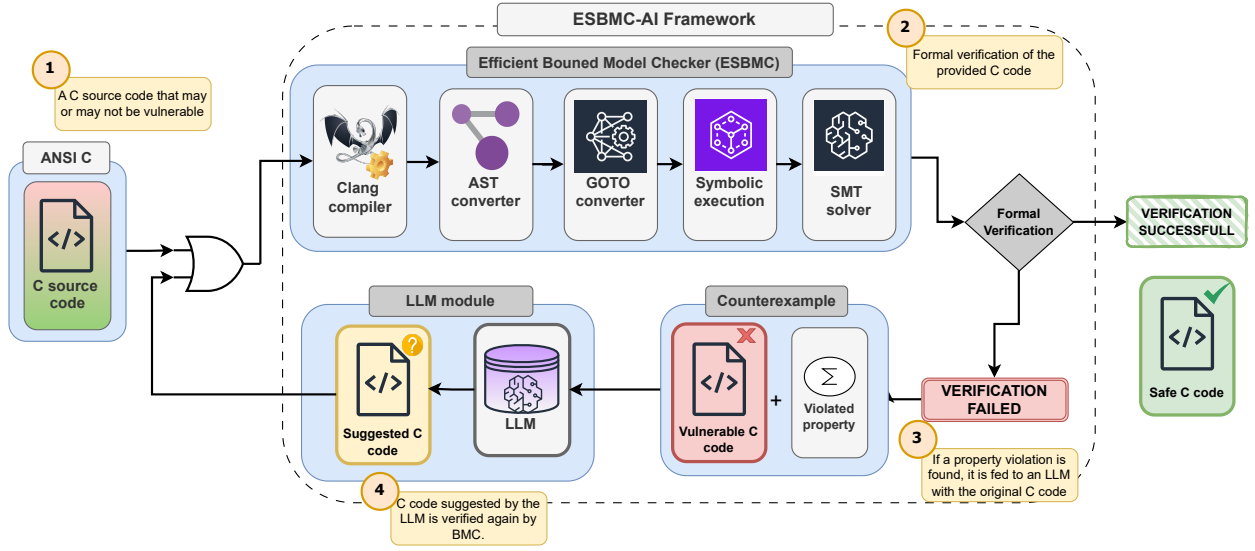 ESBMC-AI Framework
1
A C source code that may
or may not be vulnerable
2
Formal verification of the
provided C code
Efficient Bouned Model Checker (ESBMC)
Clang
compiler
AST
converter
GOTO
converter
Symbolic
execution
SMT
solver
ANSI C
</>
C source
code
Formal
Verification
VERIFICATION
SUCCESSFULL
</>
Safe C code
LLM module
?
</>
Suggested C
code
LLM
Counterexample
</>
Vulnerable C
code
+
Σ
Violated
property
VERIFICATION
FAILED
3
If a property violation is
found, it is fed to an LLM
with the original C code
4
C code suggested by the
LLM is verified again by
BMC.